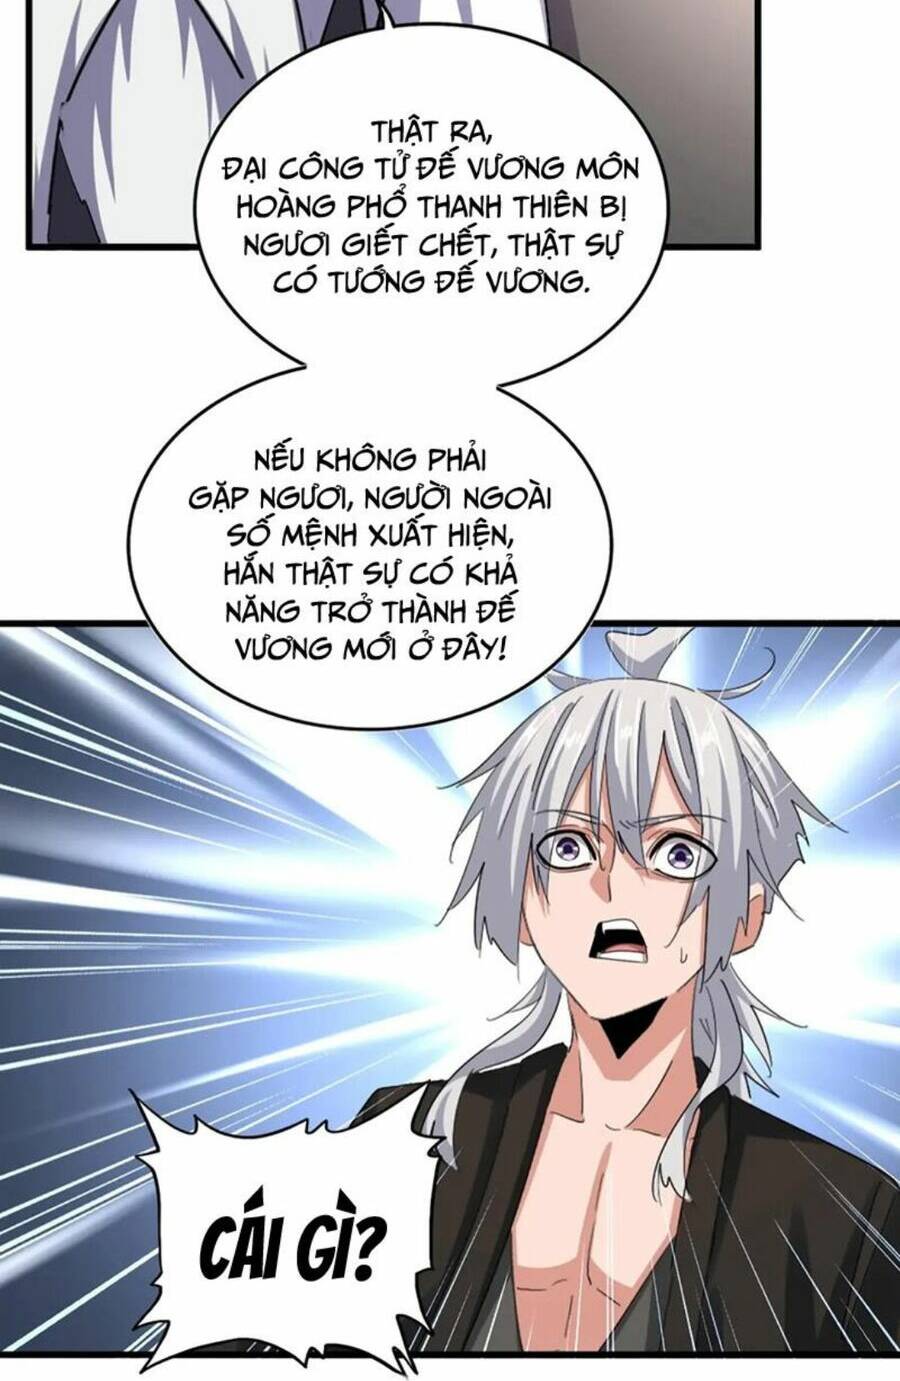 THẬT RA,
ĐẠI CÔNG TỬ ĐẾ VƯƠNG MÔN
HOÀNG PHỔ THANH THIÊN BỊ
NGƯƠI GIẾT CHẾT, THẬT SỰ
CÓ TƯỚNG ĐẾ VƯƠNG.
NẾU KHÔNG PHẢI
GẶP NGƯƠI, NGƯỜI NGOÀI
SỐ MỆNH XUẤT HIỆN,
HẮN THẬT SỰ CÓ KHẢ
NĂNG TRỞ THÀNH ĐẾ
VƯƠNG MỚI Ở ĐÂY!
CÁI GÌ?